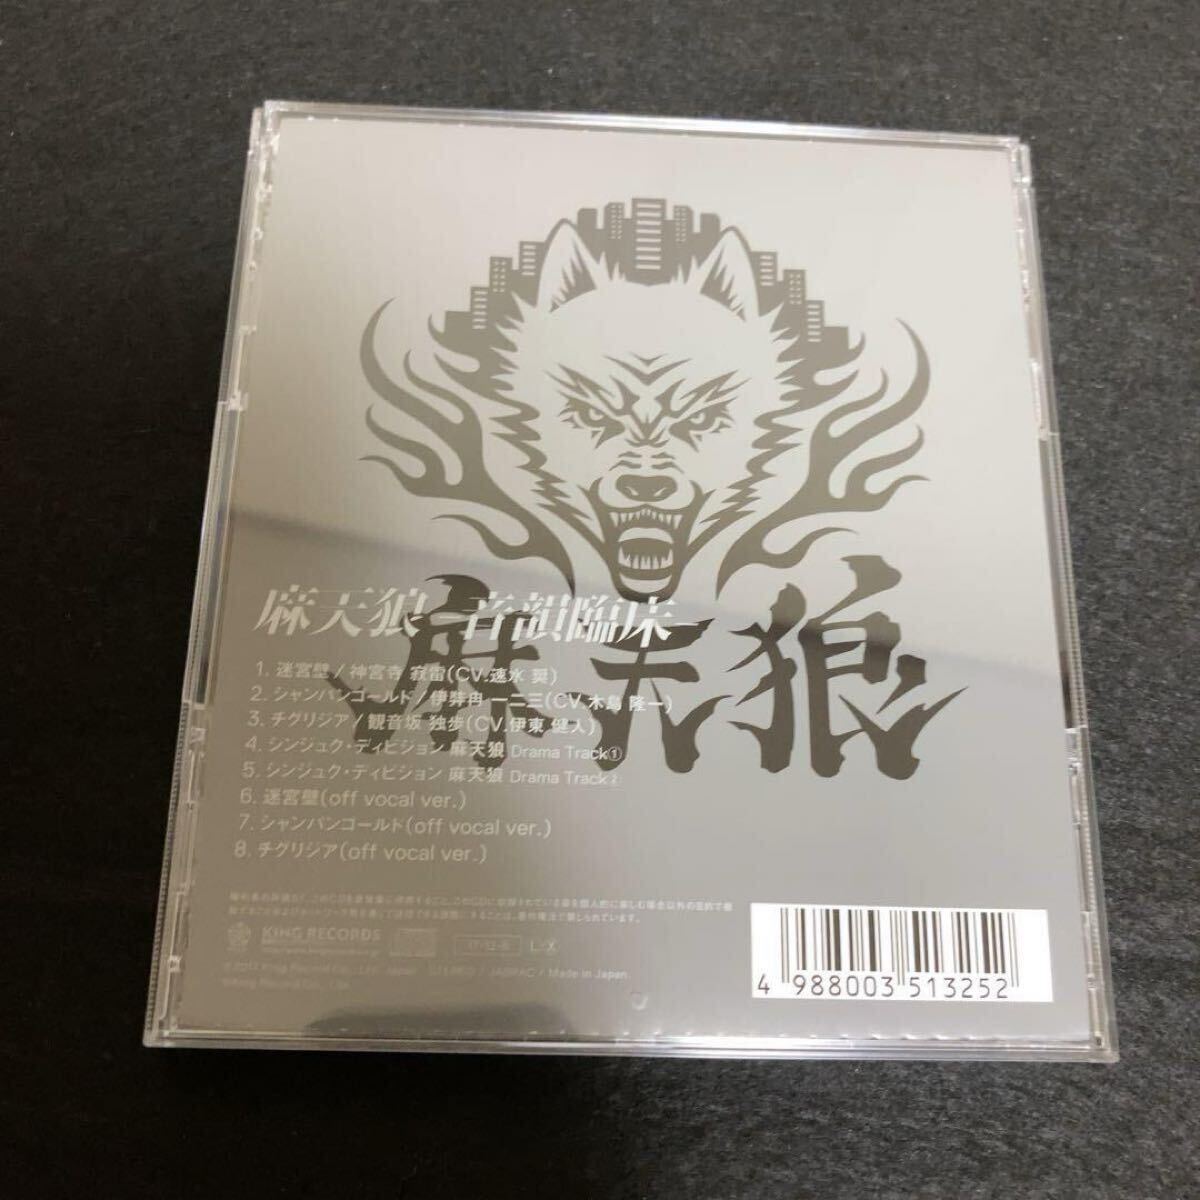 麻天狼 -音韻臨床-
麻天狼
1. 迷宮壁 / 神宮寺 寂雷(CV.速水 奨)
2. シャンパンゴールド / 伊弉冉 一二三(CV.木島 隆一)
3. チグリジア / 観音坂 独歩(CV.伊東 健人)
4. シンジュク・ディビジョン 麻天狼 Drama Track①
5. シンジュク・ディビジョン 麻天狼 Drama Track②
6. 迷宮壁(off vocal ver.)
7. シャンパンゴールド(off vocal ver.)
8. チグリジア(off vocal ver.)
KING RECORDS
17・12・6 L・X
STEREO / JASRAC / Made in Japan
4 988003 513252